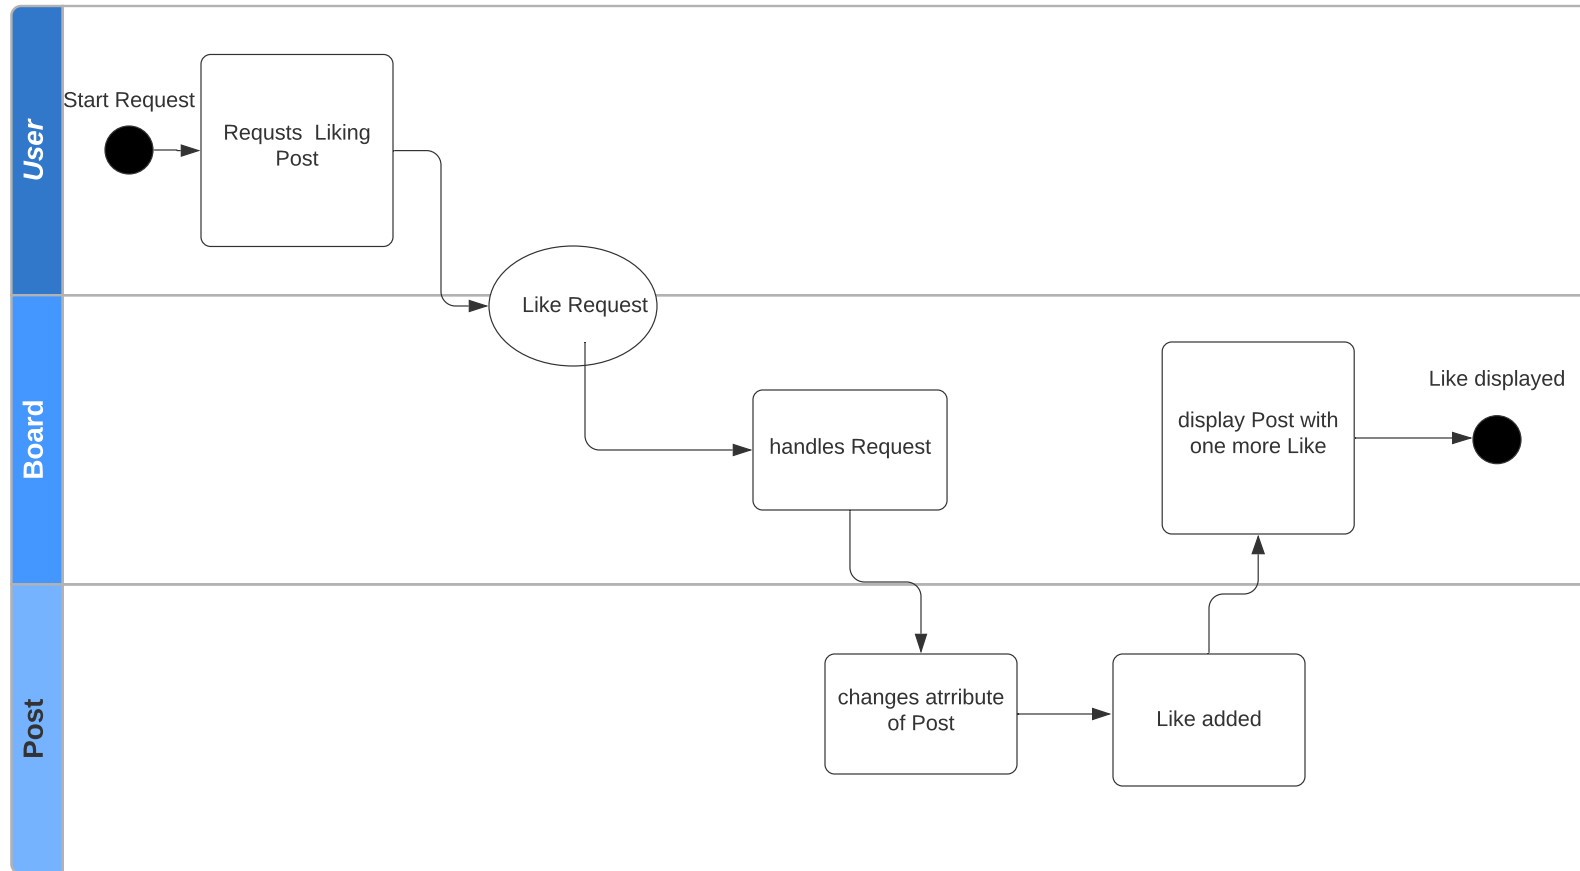 User
Start Request
Requsts  Liking
Post
Like Request
Board
handles Request
display Post with
one more Like
Like displayed
Post
changes atrribute
of Post
Like added